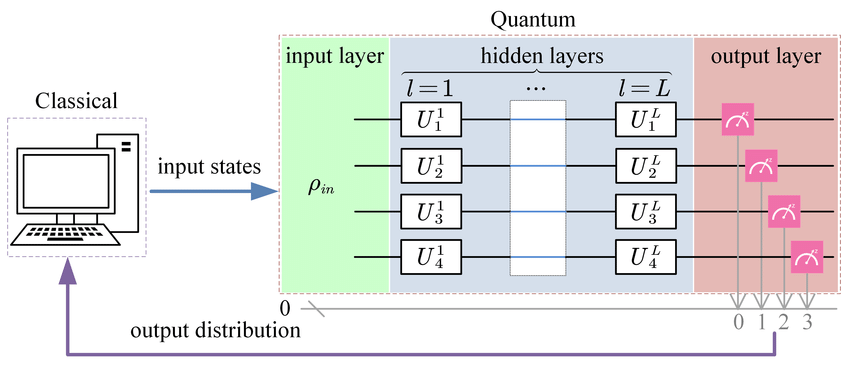 Quantum
input layer
hidden layers
output layer
Classical
l = 1 ... l = L
U_1^1 U_1^L
z
input states
ρ_in
U_2^1 U_2^L
z
U_3^1 U_3^L
z
U_4^1 U_4^L
z
0
0 1 2 3
output distribution